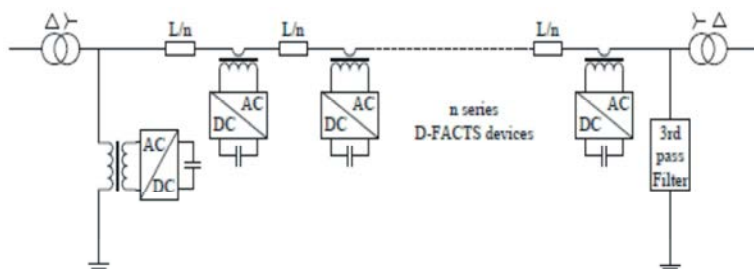 Δ Y
L/n
L/n
L/n
Y Δ
AC
DC
AC
DC
AC
DC
n series
D-FACTS devices
AC
DC
3rd
pass
Filter